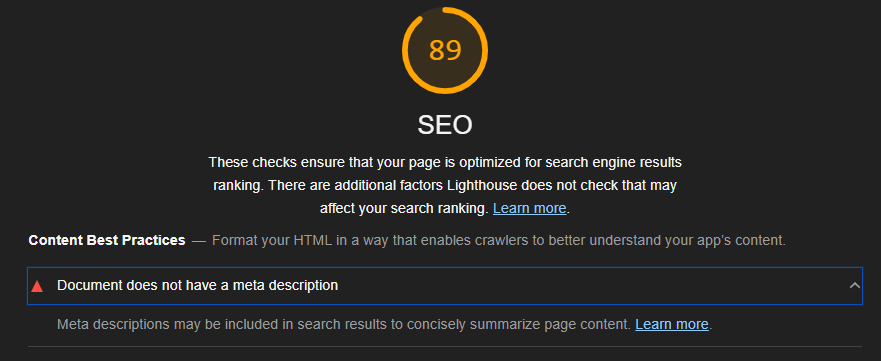 89
SEO
These checks ensure that your page is optimized for search engine results
ranking. There are additional factors Lighthouse does not check that may
affect your search ranking. Learn more.
Content Best Practices — Format your HTML in a way that enables crawlers to better understand your app's content.
Document does not have a meta description
Meta descriptions may be included in search results to concisely summarize page content. Learn more.